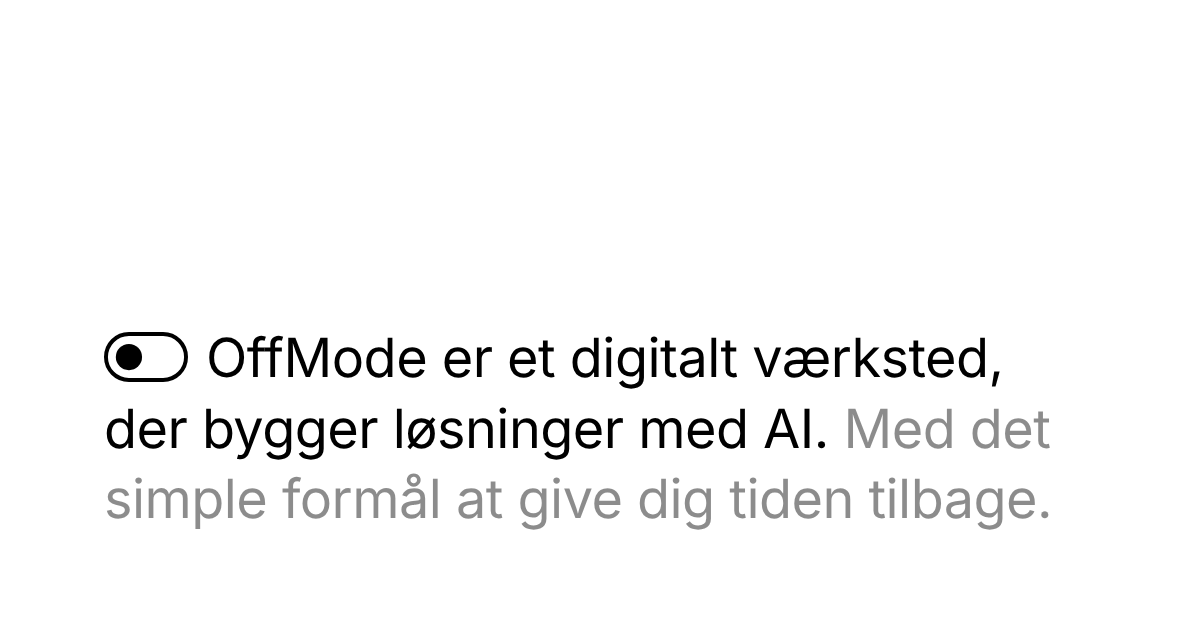 OffMode er et digitalt værksted,
der bygger løsninger med AI. Med det
simple formål at give dig tiden tilbage.